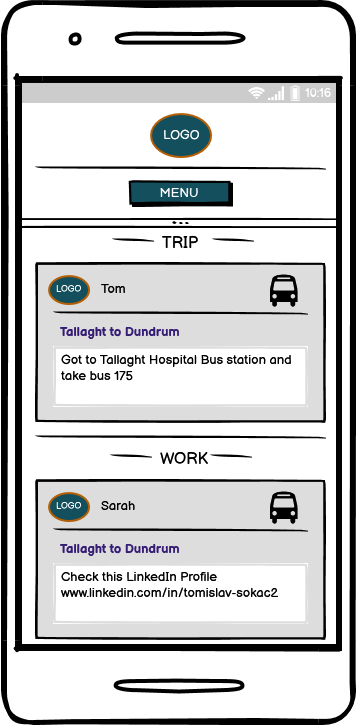 10:16
LOGO
MENU
TRIP
LOGO Tom
Tallaght to Dundrum
Got to Tallaght Hospital Bus station and
take bus 175
WORK
LOGO Sarah
Tallaght to Dundrum
Check this LinkedIn Profile
www.linkedin.com/in/tomislav-sokac2